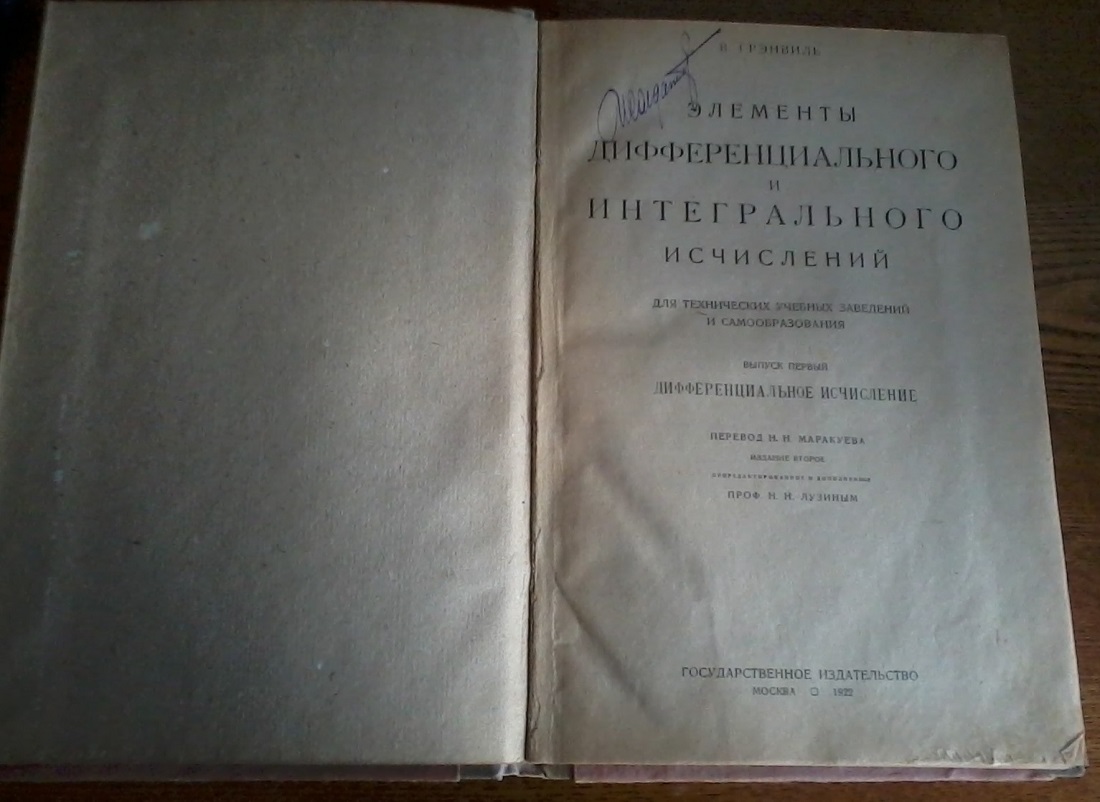 В. ГРЭНВИЛЬ
ЭЛЕМЕНТЫ
ДИФФЕРЕНЦИАЛЬНОГО
И
ИНТЕГРАЛЬНОГО
ИСЧИСЛЕНИЙ
ДЛЯ ТЕХНИЧЕСКИХ УЧЕБНЫХ ЗАВЕДЕНИЙ
И САМООБРАЗОВАНИЯ
ВЫПУСК ПЕРВЫЙ
ДИФФЕРЕНЦИАЛЬНОЕ ИСЧИСЛЕНИЕ
ПЕРЕВОД Н. Н. МАРАКУЕВА
ИЗДАНИЕ ВТОРОЕ
ПРОФ. Н. Н. ЛУЗИНЫМ
ГОСУДАРСТВЕННОЕ ИЗДАТЕЛЬСТВО
МОСКВА 1922